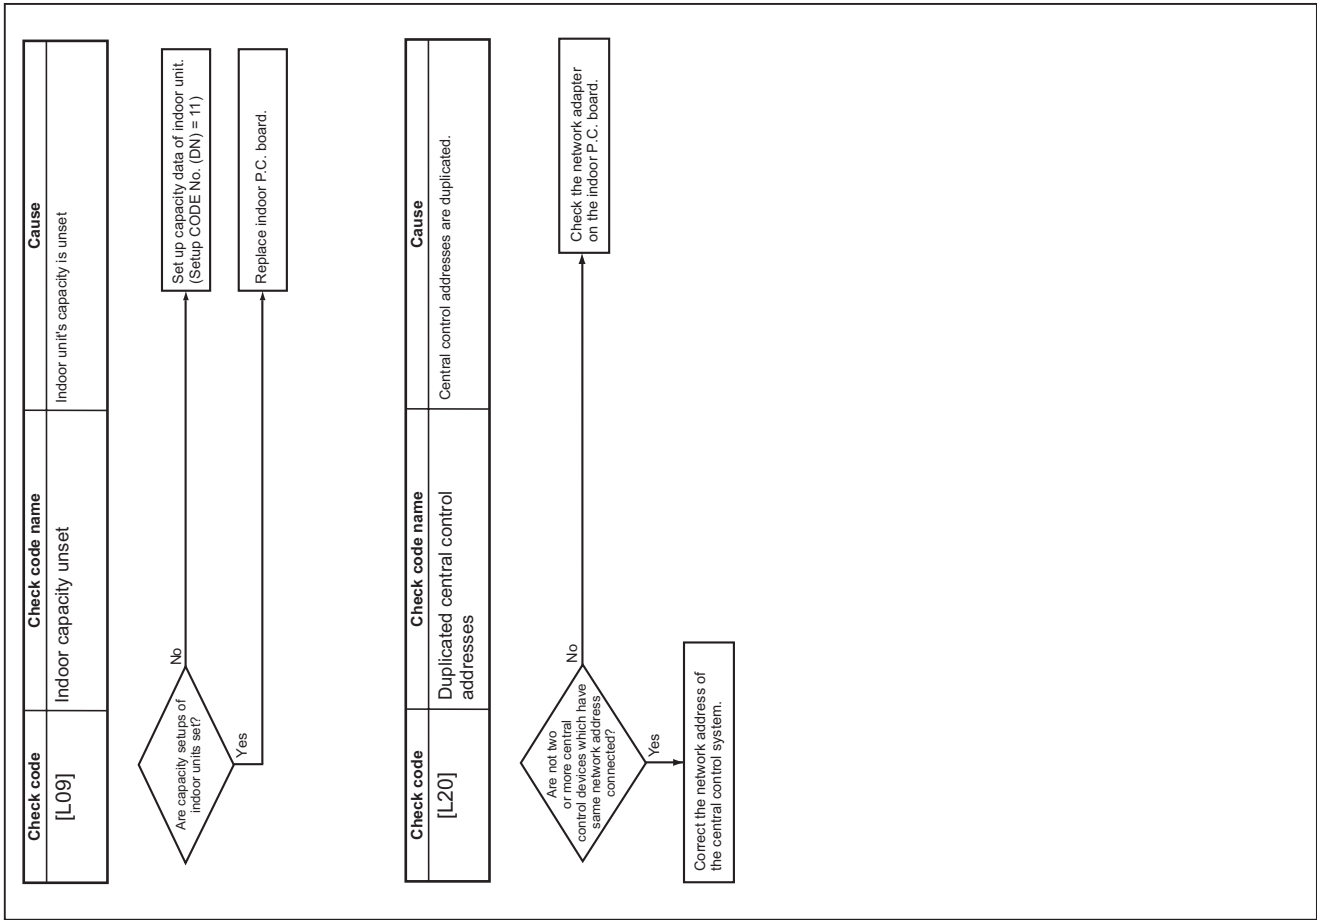 Check code
Check code name
Cause
[L09]
Indoor capacity unset
Indoor unit's capacity is unset
Are capacity setups of
indoor units set?
No
Set up capacity data of indoor unit.
(Setup CODE No. (DN) = 11)
Yes
Replace indoor P.C. board.
Check code
Check code name
Cause
[L20]
Duplicated central control
addresses
Central control addresses are duplicated.
Are not two
or more central
control devices which have
same network address
connected?
No
Check the network adapter
on the indoor P.C. board.
Yes
Correct the network address of
the central control system.